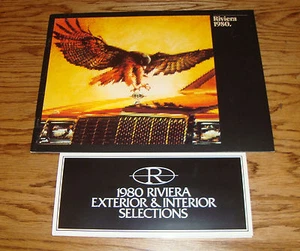 Riviera
1980.
R
1980 RIVIERA
EXTERIOR & INTERIOR
SELECTIONS